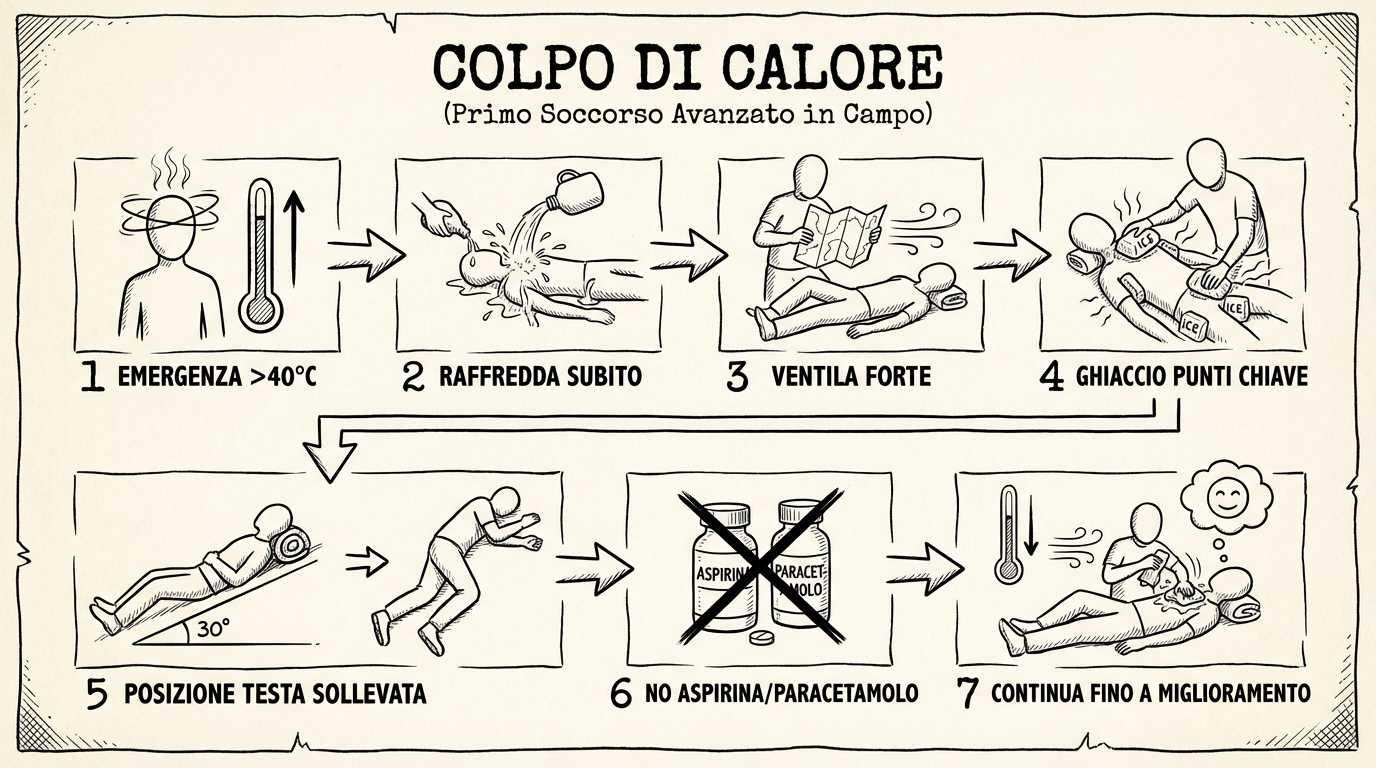 COLPO DI CALORE
(Primo Soccorso Avanzato in Campo)
1 EMERGENZA >40°C
2 RAFFREDDA SUBITO
3 VENTILA FORTE
ICE
ICE
ICE
4 GHIACCIO PUNTI CHIAVE
30°
5 POSIZIONE TESTA SOLLEVATA
ASPIRINA
PARACET-
AMOLO
6 NO ASPIRINA/PARACETAMOLO
7 CONTINUA FINO A MIGLIORAMENTO